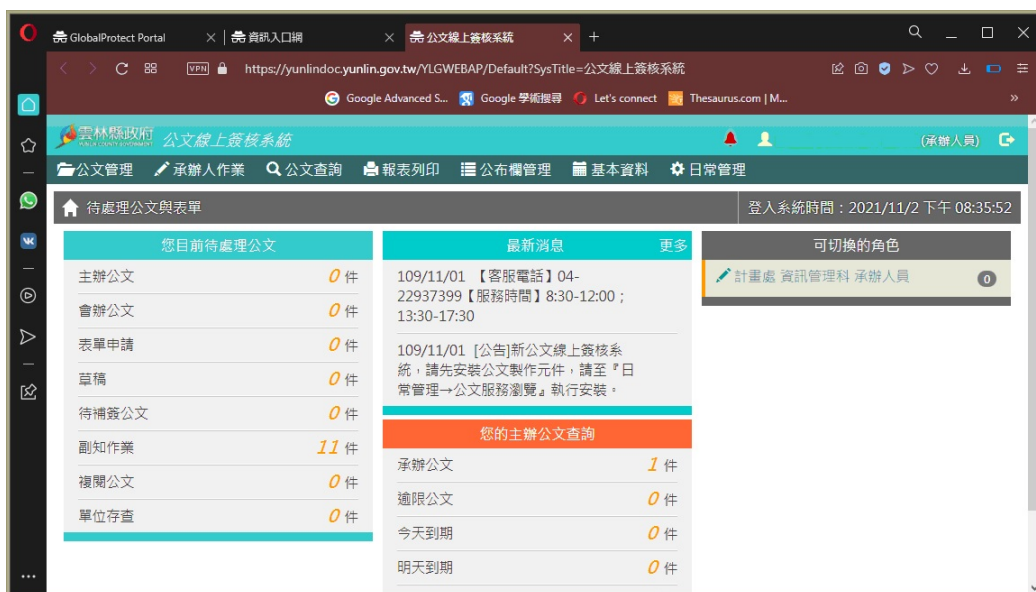 GlobalProtect Portal
資訊入口網
公文線上簽核系統
VPN
https://yunlindoc.yunlin.gov.tw/YLGWEBAP/Default?SysTitle=公文線上簽核系統
Google Advanced S...
Google 學術搜尋
Let's connect
Thesaurus.com | M...
雲林縣政府
公文線上簽核系統
(承辦人員)
公文管理
承辦人作業
公文查詢
報表列印
公布欄管理
基本資料
日常管理
待處理公文與表單
登入系統時間：2021/11/2 下午 08:35:52
您目前待處理公文
主辦公文 0 件
會辦公文 0 件
表單申請 0 件
草稿 0 件
待補簽公文 0 件
副知作業 11 件
複閱公文 0 件
單位存查 0 件
最新消息 更多
109/11/01 【客服電話】04-
22937399【服務時間】8:30-12:00；
13:30-17:30
109/11/01 [公告]新公文線上簽核系
統，請先安裝公文製作元件，請至『日
常管理→公文服務瀏覽』執行安裝。
您的主辦公文查詢
承辦公文 1 件
逾限公文 0 件
今天到期 0 件
明天到期 0 件
可切換的角色
計畫處 資訊管理科 承辦人員 0